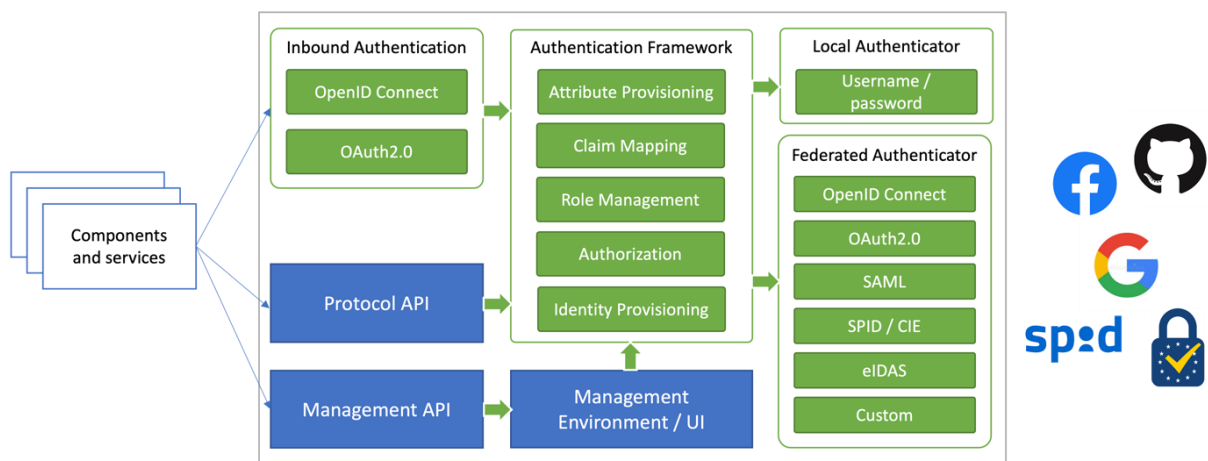 Components
and services
Inbound Authentication
OpenID Connect
OAuth2.0
Protocol API
Management API
Authentication Framework
Attribute Provisioning
Claim Mapping
Role Management
Authorization
Identity Provisioning
Management
Environment / UI
Local Authenticator
Username /
password
Federated Authenticator
OpenID Connect
OAuth2.0
SAML
SPID / CIE
eIDAS
Custom
spid